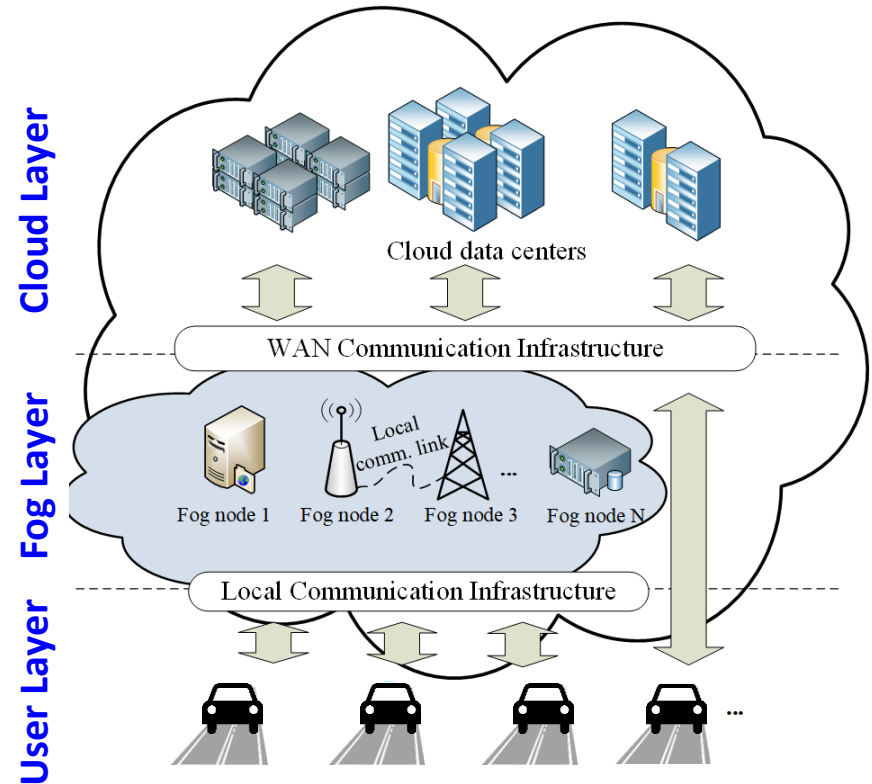 Cloud Layer
Cloud data centers
WAN Communication Infrastructure
Fog Layer
Local
comm. link
...
Fog node 1
Fog node 2
Fog node 3
Fog node N
Local Communication Infrastructure
User Layer
...